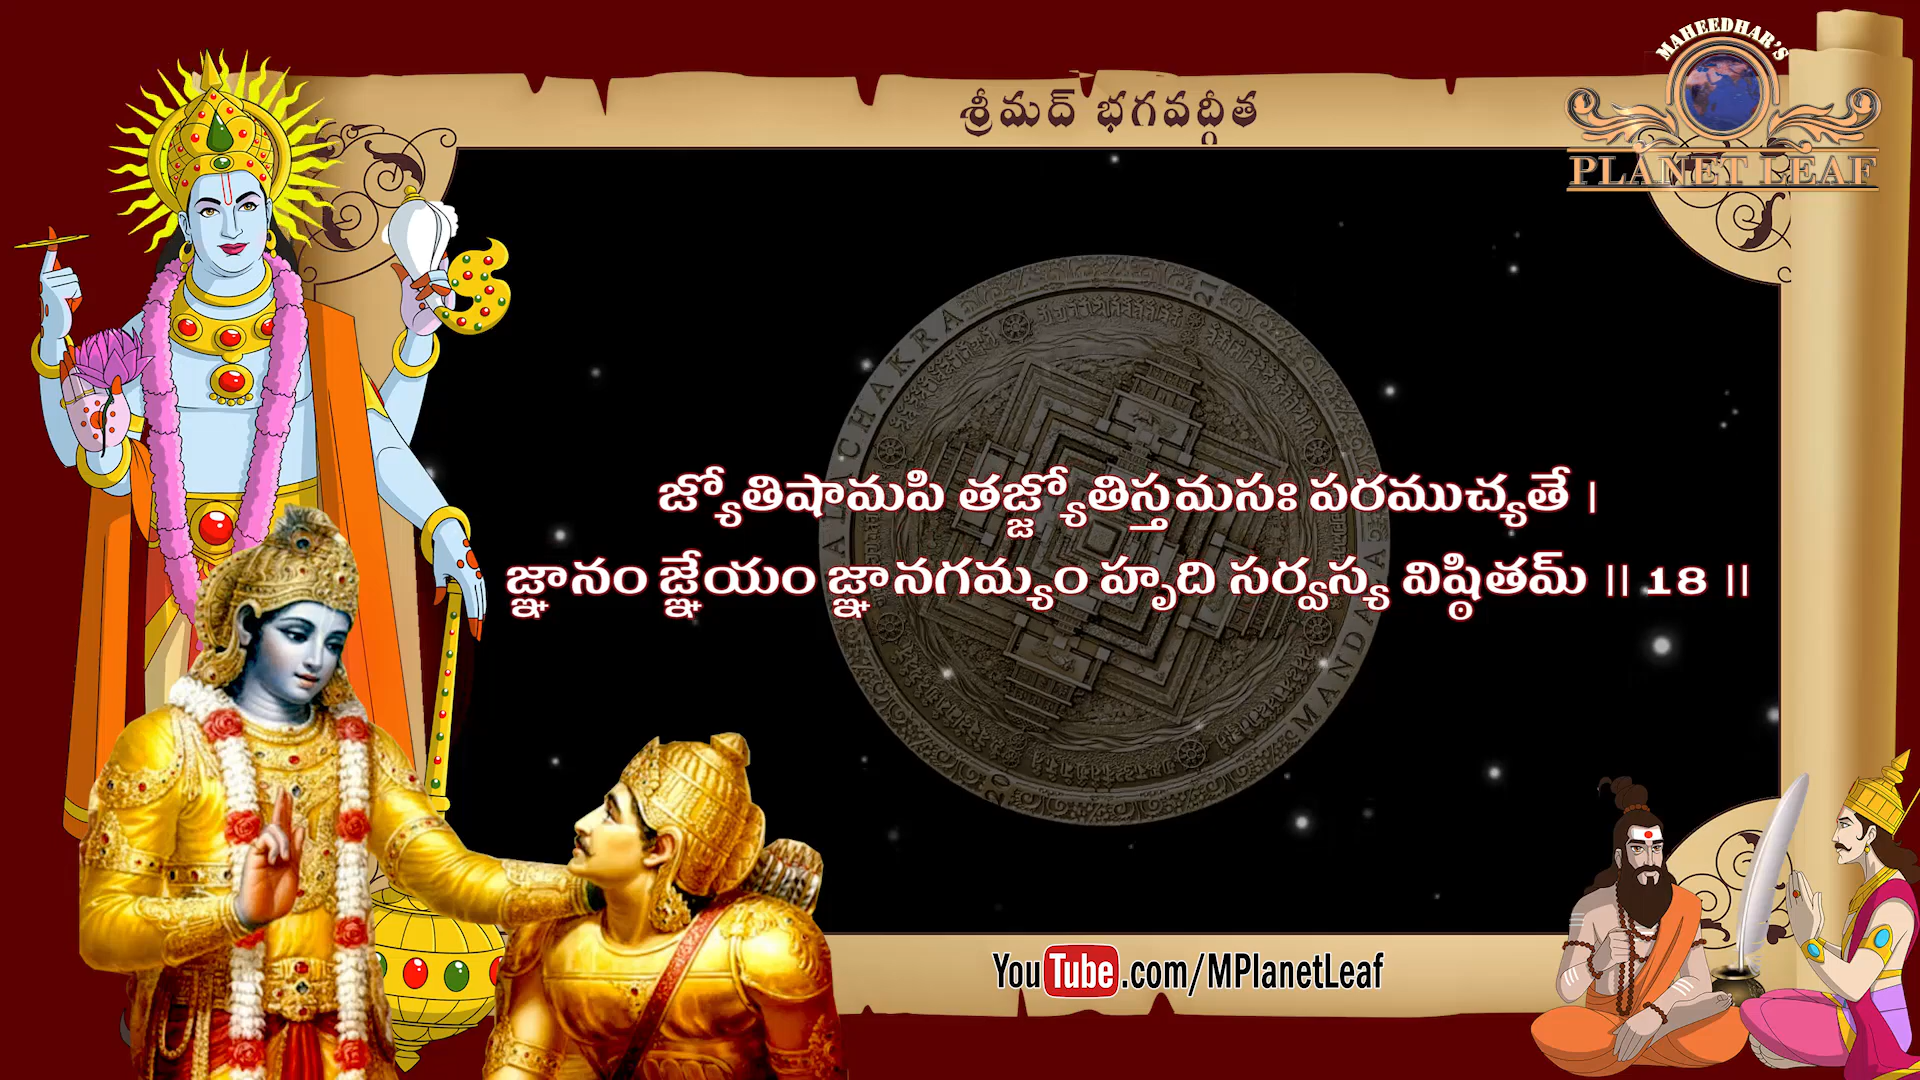 శ్రీమద్ భగవద్గీత
MAHEEDHAR'S
PLANET LEAF
జ్యోతిషామపి తజ్జ్యోతిస్తమసః పరముచ్యతే |
జ్ఞానం జ్ఞేయం జ్ఞానగమ్యం హృది సర్వస్య విష్ఠితమ్ || 18 ||
YouTube.com/MPlanetLeaf